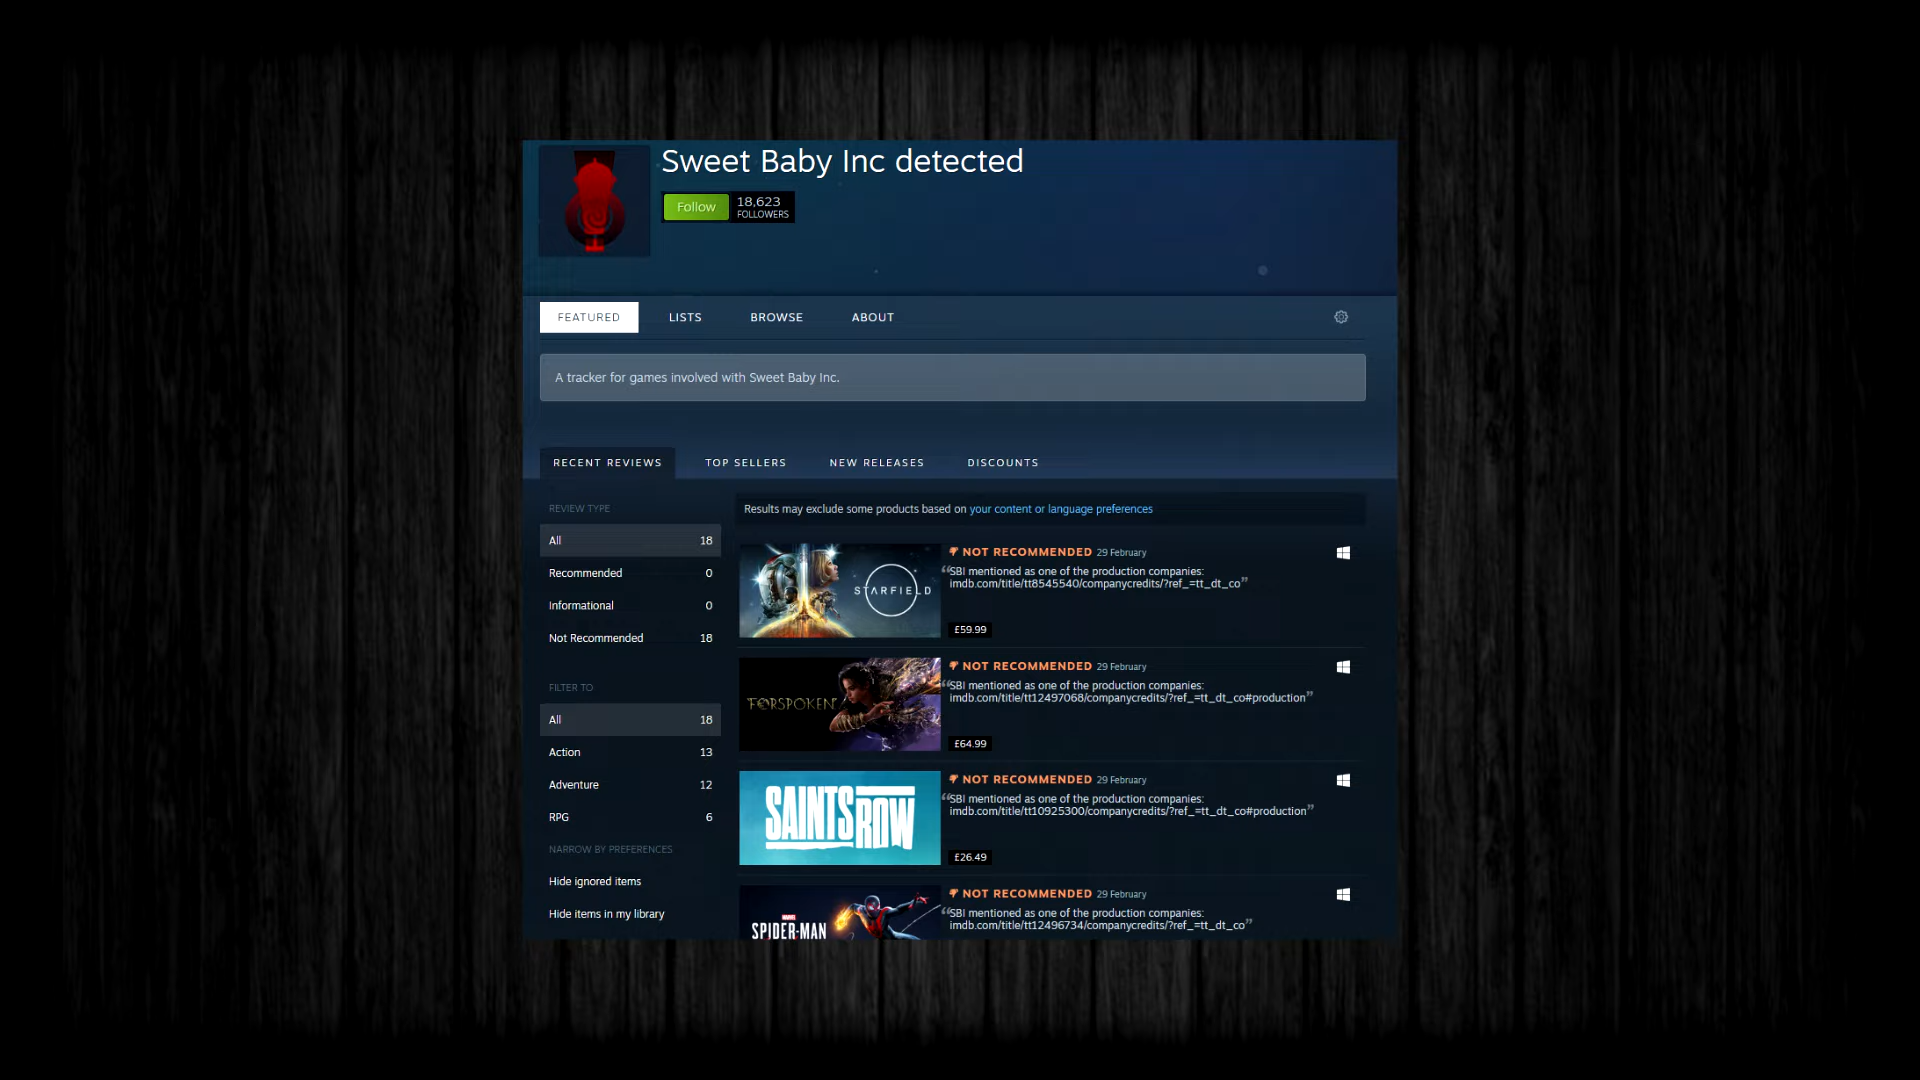 Sweet Baby Inc detected
Follow
18,623
FOLLOWERS
FEATURED
LISTS
BROWSE
ABOUT
A tracker for games involved with Sweet Baby Inc.
RECENT REVIEWS
TOP SELLERS
NEW RELEASES
DISCOUNTS
REVIEW TYPE
All 18
Recommended 0
Informational 0
Not Recommended 18
FILTER TO
All 18
Action 13
Adventure 12
RPG 6
NARROW BY PREFERENCES
Hide ignored items
Hide items in my library
Results may exclude some products based on your content or language preferences
STARFIELD
NOT RECOMMENDED 29 February
“SBI mentioned as one of the production companies:
imdb.com/title/tt8545540/companycredits/?ref_=tt_dt_co”
£59.99
FORSPOKEN
NOT RECOMMENDED 29 February
“SBI mentioned as one of the production companies:
imdb.com/title/tt12497068/companycredits/?ref_=tt_dt_co#production”
£64.99
SAINTS ROW
NOT RECOMMENDED 29 February
“SBI mentioned as one of the production companies:
imdb.com/title/tt10925300/companycredits/?ref_=tt_dt_co#production”
£26.49
MARVEL
SPIDER-MAN
NOT RECOMMENDED 29 February
“SBI mentioned as one of the production companies:
imdb.com/title/tt12496734/companycredits/?ref_=tt_dt_co”